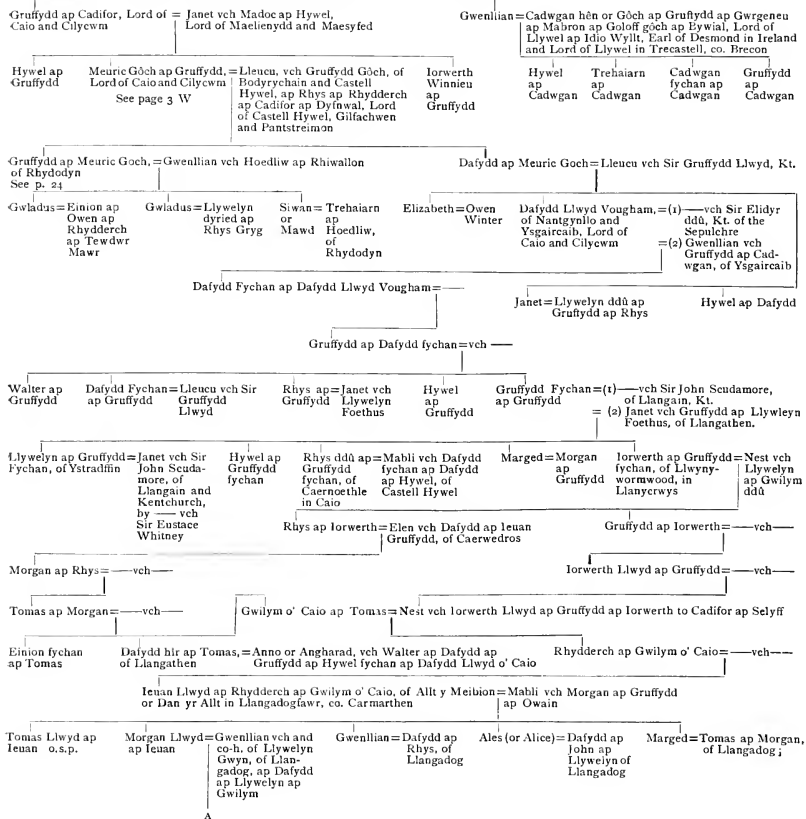 Gruffydd ap Cadifor, Lord of = Janet vch Madoc ap Hywel,
Caio and Cilycwm Lord of Maelienydd and Maesyfed
Gwenllian=Cadwgan hên or Gôch ap Gruffydd ap Gwrgeneu
ap Mabron ap Goloff gôch ap Eywial, Lord of
Llywel ap Idio Wyllt, Earl of Desmond in Ireland
and Lord of Llywel in Trecastell, co. Brecon
Hywel ap
Gruffydd
Meuric Gôch ap Gruffydd,=Lleucu, vch Gruffydd Gôch, of
Lord of Caio and Cilycwm Bodyrychain and Castell
See page 3 W Hywel, ap Rhys ap Rhydderch
ap Cadifor ap Dyfnwal, Lord
of Castell Hywel, Gilfachwen
and Pantstreimon
Iorwerth
Winnieu
ap
Gruffydd
Hywel
ap
Cadwgan
Trehaiarn
ap
Cadwgan
Cadwgan
fychan ap
Cadwgan
Gruffydd
ap
Cadwgan
Gruffydd ap Meuric Goch,=Gwenllian vch Hoedliw ap Rhiwallon
of Rhydodyn
See p. 24
Dafydd ap Meuric Goch=Lleucu vch Sir Gruffydd Llwyd, Kt.
Gwladus=Einion ap
Owen ap
Rhydderch
ap Tewdwr
Mawr
Gwladus=Llywelyn
dyried ap
Rhys Gryg
Siwan=Trehaiarn
or ap
Mawd Hoedliw,
of
Rhydodyn
Elizabeth=Owen
Winter
Dafydd Llwyd Vougham,=(1)—vch Sir Elidyr
of Nantgynllo and ddû, Kt. of the
Ysgaircaib, Lord of Sepulchre
Caio and Cilycwm =(2) Gwenllian vch
Gruffydd ap Cad-
wgan, of Ysgaircaib
Dafydd Fychan ap Dafydd Llwyd Vougham=——
Janet=Llywelyn ddû ap
Gruffydd ap Rhys
Hywel ap Dafydd
Gruffydd ap Dafydd fychan=vch ——
Walter ap
Gruffydd
Dafydd Fychan=Lleucu vch Sir
ap Gruffydd Gruffydd
Llwyd
Rhys ap=Janet vch
Gruffydd Llywelyn
Foethus
Hywel
ap
Gruffydd
Gruffydd Fychan=(1)—vch Sir John Scudamore,
ap Gruffydd of Llangain, Kt.
= (2) Janet vch Gruffydd ap Llywleyn
Foethus, of Llangathen.
Llywelyn ap Gruffydd=Janet vch Sir
Fychan, of Ystradffin John Scuda-
more, of
Llangain and
Kentchurch,
by —— vch
Sir Eustace
Whitney
Hywel ap
Gruffydd
fychan
Rhys ddû ap=Mabli vch Dafydd
Gruffydd fychan ap Dafydd
fychan, of ap Hywel, of
Caernoethle Castell Hywel
in Caio
Marged=Morgan
ap
Gruffydd
Iorwerth ap Gruffydd=Nest vch
fychan, of Llwyny- Llywelyn
wormwood, in ap Gwilym
Llanycrwys ddû
Rhys ap Iorwerth=Elen vch Dafydd ap Ieuan
Gruffydd, of Caerwedros
Gruffydd ap Iorwerth=——vch——
Morgan ap Rhys=——vch——
Iorwerth Llwyd ap Gruffydd=——vch—
Tomas ap Morgan=——vch——
Gwilym o' Caio ap Tomas=Nest vch Iorwerth Llwyd ap Gruffydd ap Iorwerth to Cadifor ap Selyff
Einion fychan
ap Tomas
Dafydd hîr ap Tomas,=Anno or Angharad, vch Walter ap Dafydd ap
of Llangathen Gruffydd ap Hywel fychan ap Dafydd Llwyd o' Caio
Rhydderch ap Gwilym o' Caio=——vch——
Ieuan Llwyd ap Rhydderch ap Gwilym o' Caio, of Allt y Meibion=Mabli vch Morgan ap Gruffydd
or Dan yr Allt in Llangadogfawr, co. Carmarthen ap Owain
Tomas Llwyd ap
Ieuan o.s.p.
Morgan Llwyd=Gwenllian vch and
ap Ieuan co-h, of Llywelyn
Gwyn, of Llan-
gadog, ap Dafydd
ap Llywelyn ap
Gwilym
Gwenllian=Dafydd ap
Rhys, of
Llangadog
Ales (or Alice)=Dafydd ap
John ap
Llywelyn of
Llangadog
Marged=Tomas ap Morgan,
of Llangadog;
A